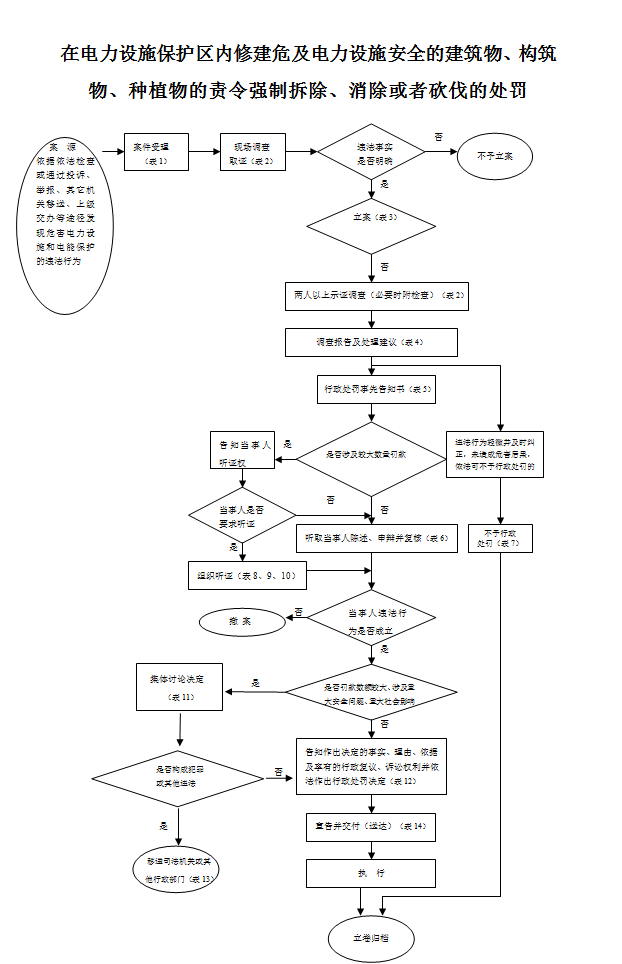 在电力设施保护区内修建危及电力设施安全的建筑物、构筑
物、种植物的责令强制拆除、消除或者砍伐的处罚
案 源
依据依法检查
或通过投诉、
举报、其它机
关移送、上级
交办等途径发
现危害电力设
施和电能保护
的违法行为
案件受理
(表1)
现场调查
取证(表2)
违法事实
是否明确
否
不予立案
是
立案(表3)
否
两人以上示证调查(必要时附检查)(表2)
调查报告及处理建议(表4)
行政处罚事先告知书(表5)
是否涉及较大数量罚款
是
告知当事人
听证权
违法行为轻微并及时纠
正,未造成危害后果,
依法可不予行政处罚的
当事人是否
要求听证
否
否
听取当事人陈述、申辩并复核(表6)
不予行政
处罚(表7)
是
组织听证(表8、9、10)
当事人违法行
为是否成立
否
撤 案
是
是否罚款数额较大、涉及重
大安全问题、重大社会影响
是
集体讨论决定
(表11)
否
告知作出决定的事实、理由、依据
及享有的行政复议、诉讼权利并依
法作出行政处罚决定(表12)
是否构成犯罪
或其他违法
否
是
移送司法机关或其
他行政部门(表13)
宣告并交付(送达)(表14)
执 行
立卷归档